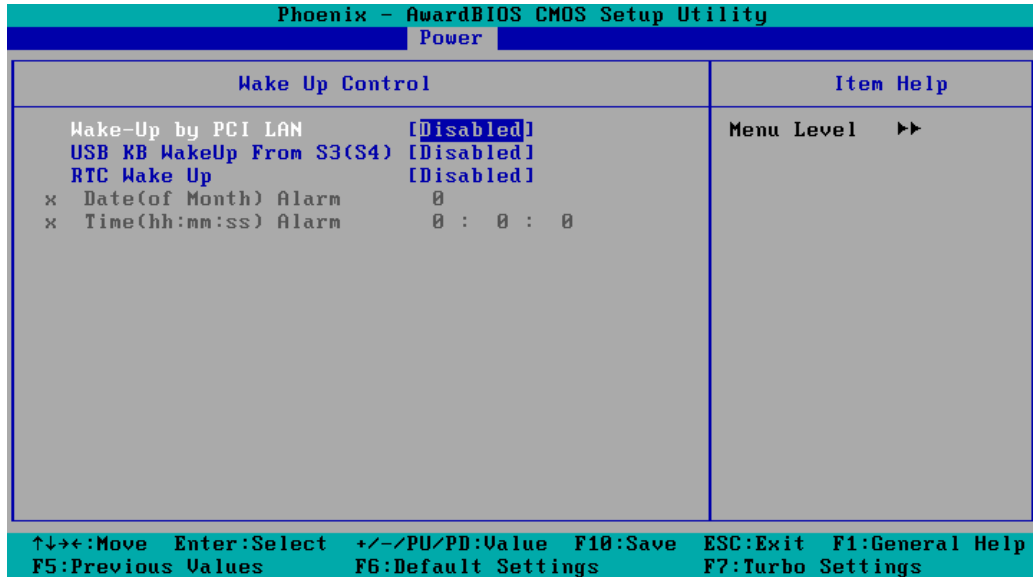 Phoenix - AwardBIOS CMOS Setup Utility
Power
Wake Up Control
Item Help
Wake-Up by PCI LAN [Disabled]
Menu Level ▸▸
USB KB WakeUp From S3(S4) [Disabled]
RTC Wake Up [Disabled]
x Date(of Month) Alarm 0
x Time(hh:mm:ss) Alarm 0 : 0 : 0
↑↓→←:Move Enter:Select +/-/PU/PD:Value F10:Save ESC:Exit F1:General Help
F5:Previous Values F6:Default Settings F7:Turbo Settings